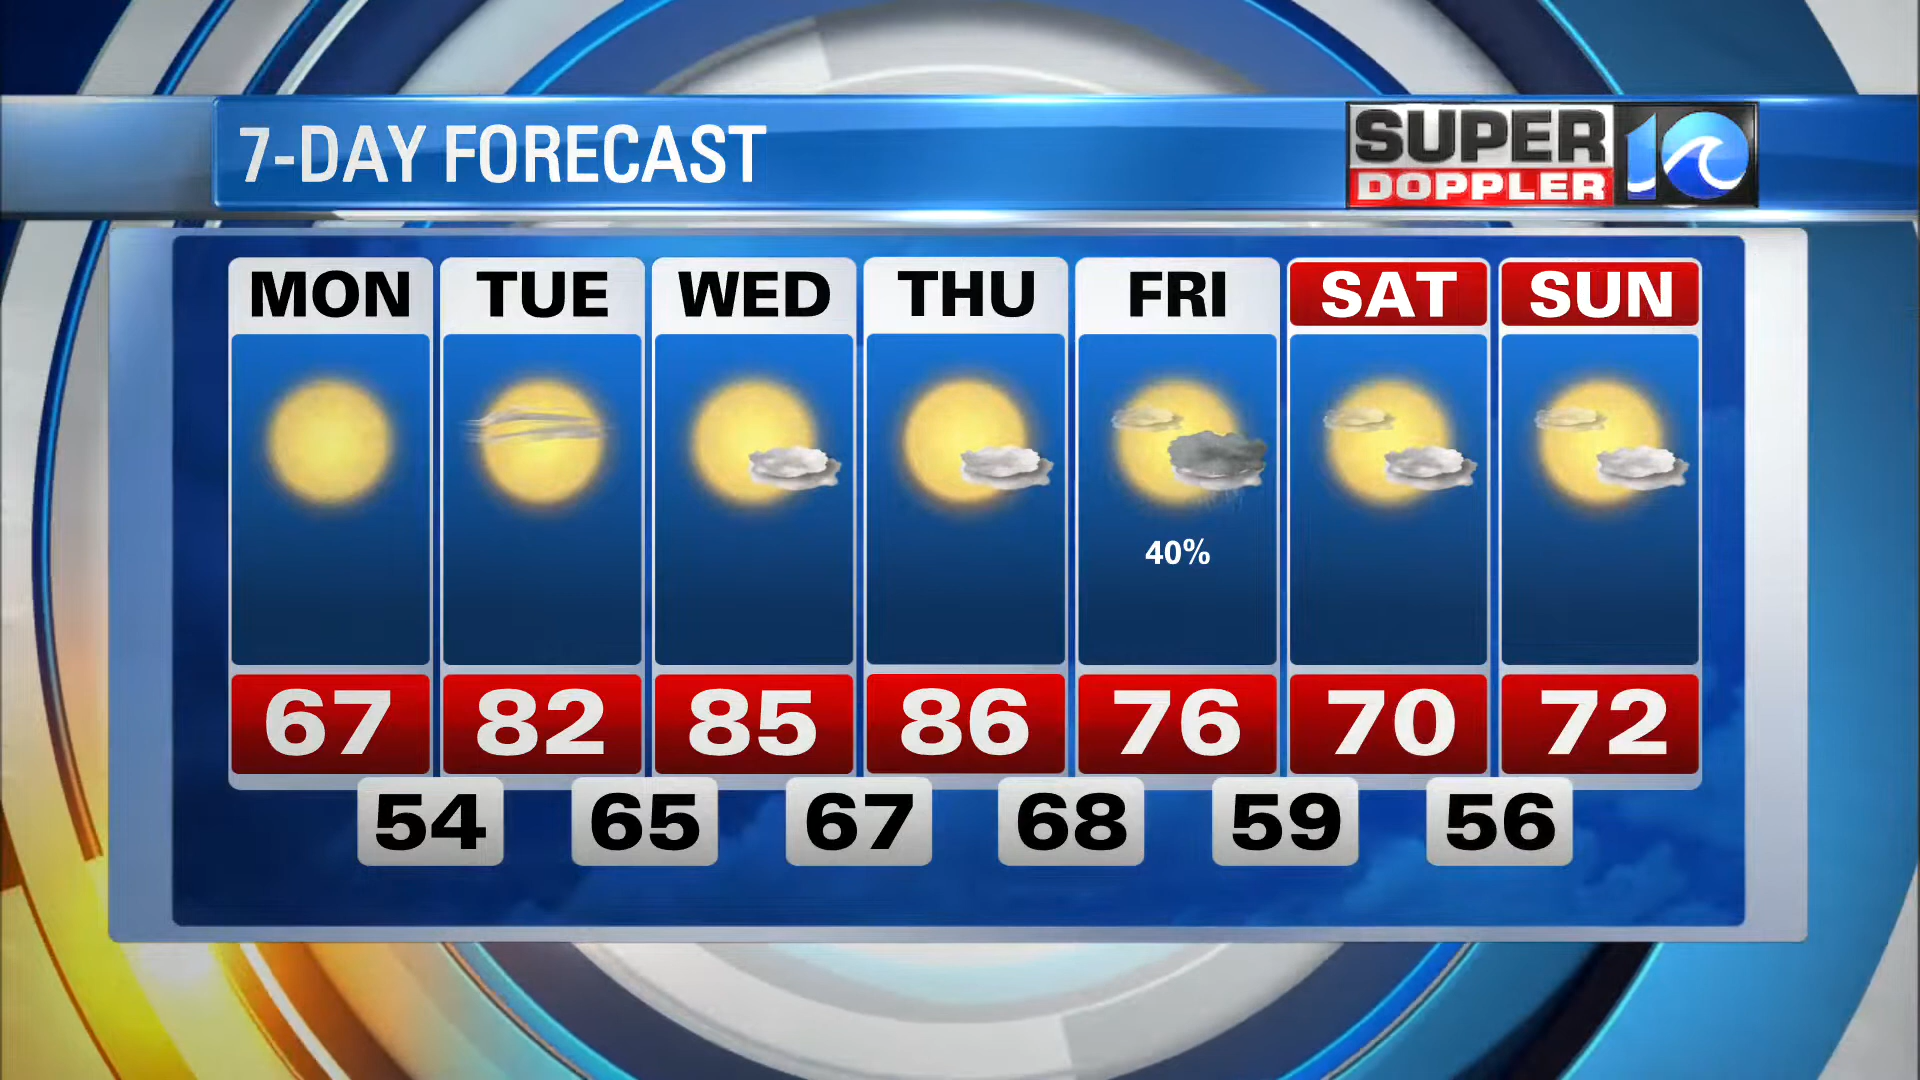 7-DAY FORECAST
SUPER
DOPPLER
10
MON TUE WED THU FRI SAT SUN
40%
67 82 85 86 76 70 72
54 65 67 68 59 56